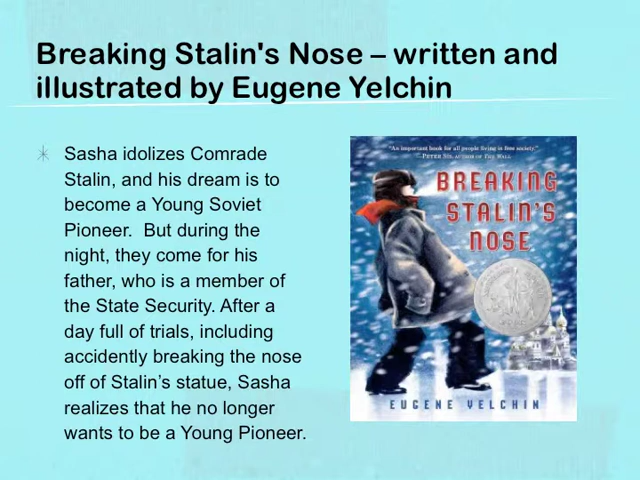 Breaking Stalin's Nose – written and
illustrated by Eugene Yelchin
Sasha idolizes Comrade
Stalin, and his dream is to
become a Young Soviet
Pioneer.  But during the
night, they come for his
father, who is a member of
the State Security. After a
day full of trials, including
accidently breaking the nose
off of Stalin’s statue, Sasha
realizes that he no longer
wants to be a Young Pioneer.
"An important book for all people living in free society."
—PETER SÍS, AUTHOR OF THE WALL
BREAKING
STALIN'S
NOSE
EUGENE YELCHIN